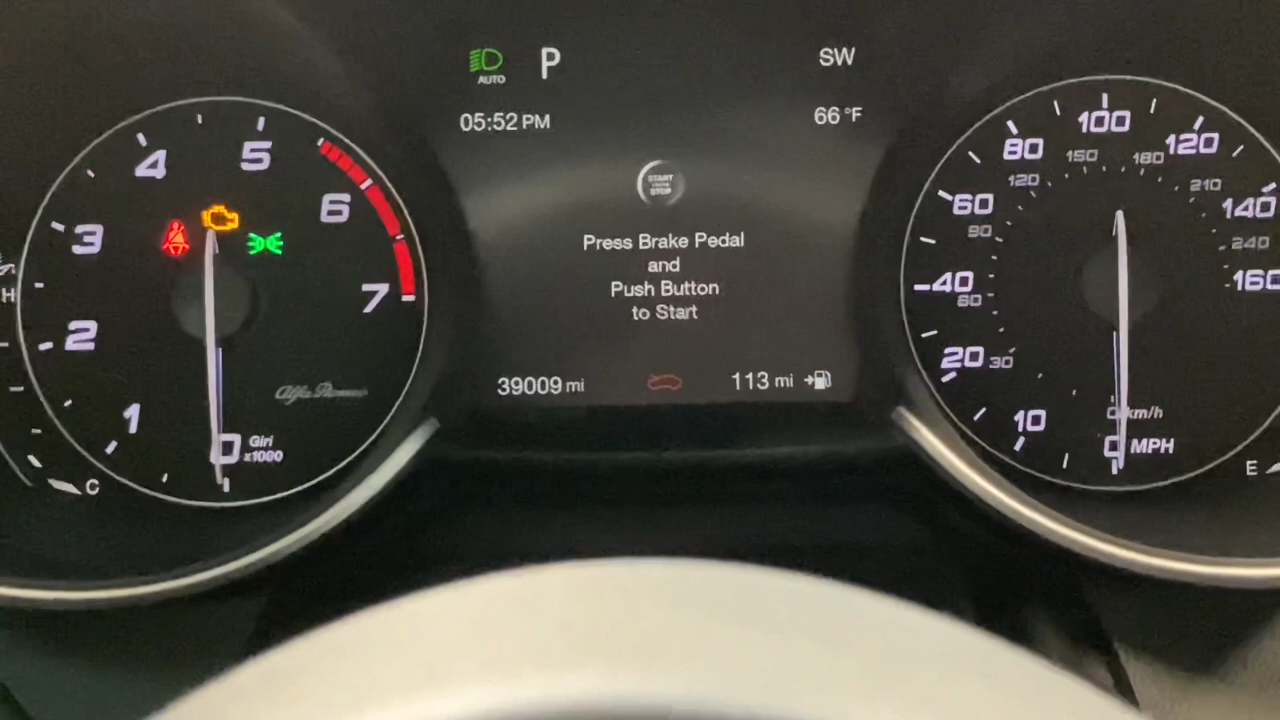 AUTO P SW
05:52 PM 66 °F
START
STOP
Press Brake Pedal
and
Push Button
to Start
39009 mi 113 mi
1
2
3
4
5
6
7
0 Giri
x1000
Alfa Romeo
H
C
0 MPH
10
20
40
60
80
100
120
140
160
0 km/h
30
60
90
120
150
180
210
240
E